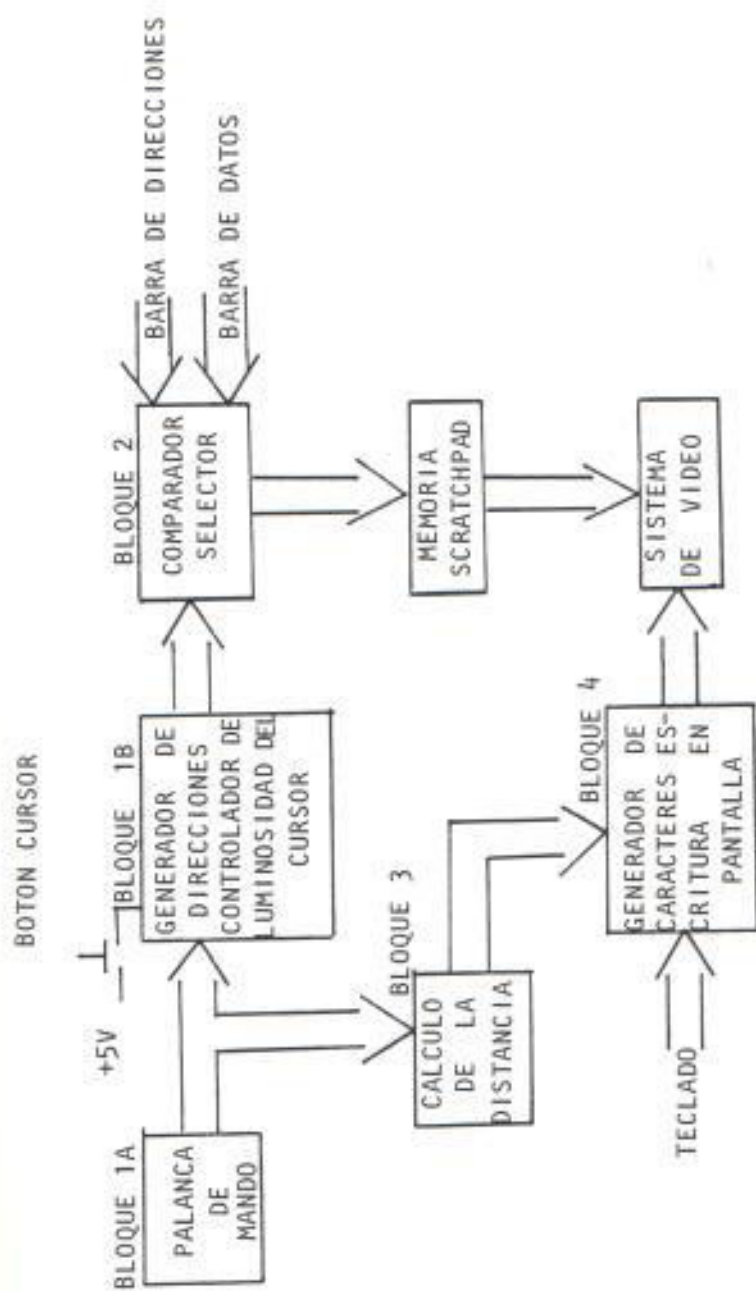 BOTON CURSOR
+5V
BLOQUE 1A
PALANCA
DE
MANDO
BLOQUE 1B
GENERADOR DE
DIRECCIONES
CONTROLADOR DE
LUMINOSIDAD DEL
CURSOR
BLOQUE 2
COMPARADOR
SELECTOR
BARRA DE DIRECCIONES
BARRA DE DATOS
BLOQUE 3
CALCULO
DE LA
DISTANCIA
MEMORIA
SCRATCHPAD
TECLADO
BLOQUE 4
GENERADOR DE
CARACTERES ES-
CRITURA EN
PANTALLA
SISTEMA
DE VIDEO